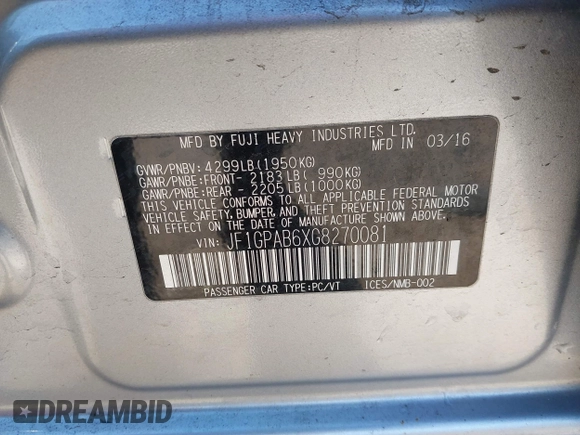 MFD BY FUJI HEAVY INDUSTRIES LTD.
MFD IN 03/16
GVWR/PNBV: 4299LB(1950KG)
GAWR/PNBE:FRONT- 2183LB( 990KG)
GAWR/PNBE:REAR - 2205LB(1000KG)
THIS VEHICLE CONFORMS TO ALL APPLICABLE FEDERAL MOTOR
VEHICLE SAFETY, BUMPER, AND THEFT PREVENTION STANDARDS
IN EFFECT ON THE DATE OF MANUFACTURE SHOWN ABOVE.
VIN: JF1GPAB6XG8270081
PASSENGER CAR TYPE:PC/VT ICES/NMB-002
DREAMBID